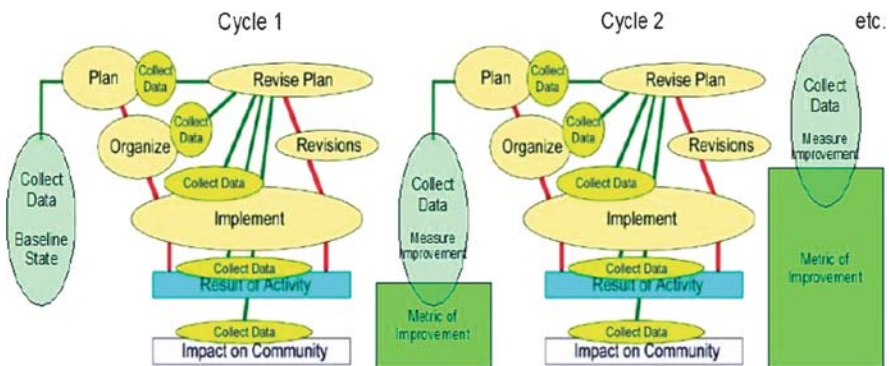 Cycle 1
Cycle 2
etc.
Plan
Collect
Data
Revise Plan
Organize
Collect
Data
Revisions
Collect
Data
Baseline
State
Collect Data
Implement
Collect Data
Result of Activity
Collect Data
Impact on Community
Collect
Data
Measure
Improvement
Metric of
Improvement
Plan
Collect
Data
Revise Plan
Organize
Collect
Data
Revisions
Collect Data
Implement
Collect Data
Result of Activity
Collect Data
Impact on Community
Collect
Data
Measure
Improvement
Metric of
Improvement